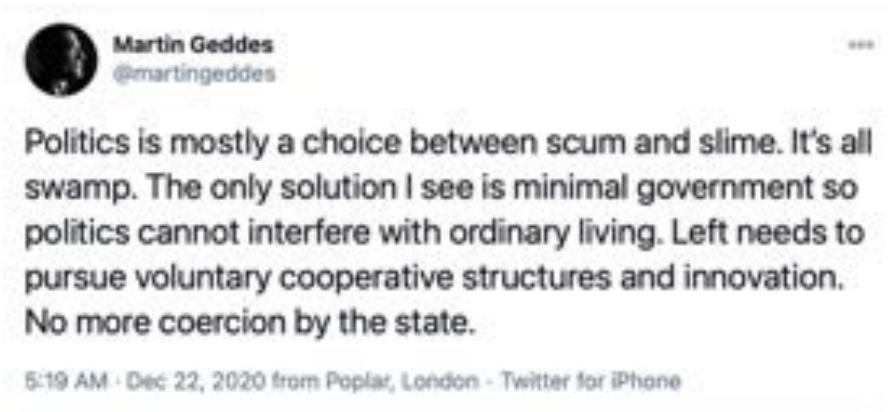 Martin Geddes
@martingeddes
Politics is mostly a choice between scum and slime. It's all
swamp. The only solution I see is minimal government so
politics cannot interfere with ordinary living. Left needs to
pursue voluntary cooperative structures and innovation.
No more coercion by the state.
5:19 AM · Dec 22, 2020 from Poplar, London · Twitter for iPhone